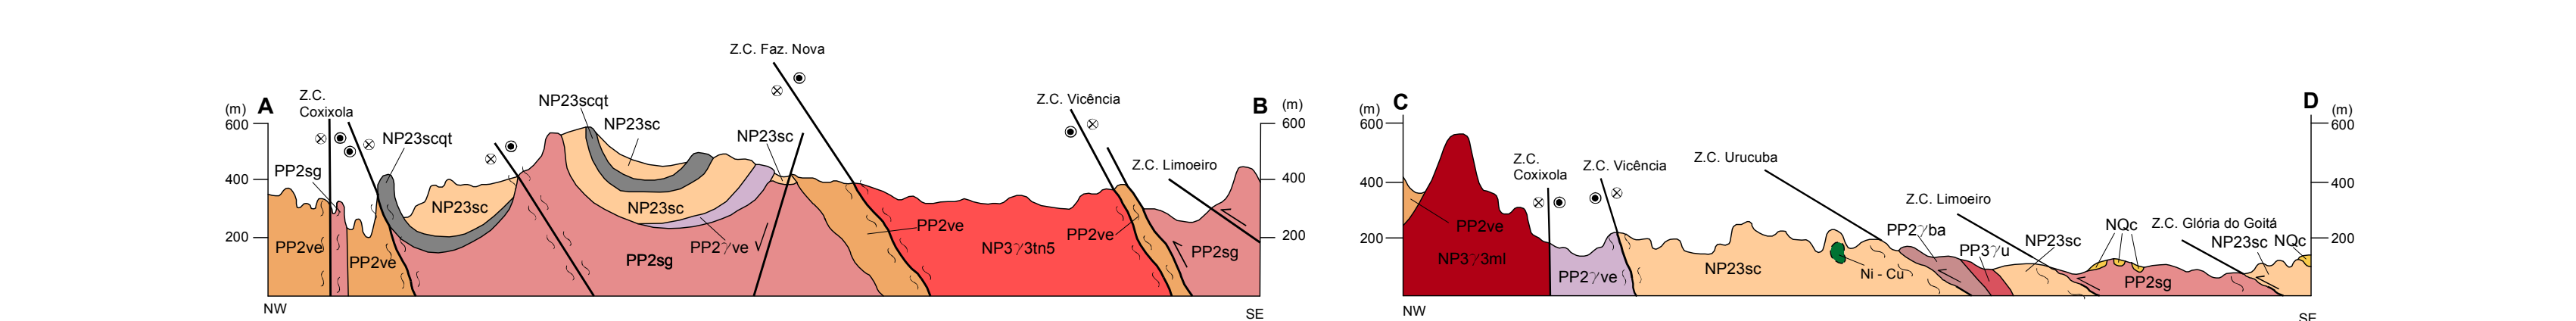 Z.C. Faz. Nova
Z.C.
Coxixola
(m)
A
600
400
200
PP2sg
NP23scqt
NP23scqt
NP23sc
NP23sc
Z.C. Vicência
B
(m)
600
400
200
Z.C. Limoeiro
PP2ve
PP2ve
NP23sc
NP23sc
PP2γve
PP2sg
PP2ve
NP3γ3tn5
PP2ve
PP2sg
NW
SE
(m)
C
600
400
200
Z.C.
Coxixola
Z.C. Vicência
Z.C. Urucuba
Z.C. Limoeiro
D
(m)
600
400
200
PP2ve
NP3γ3ml
PP2γve
NP23sc
Ni - Cu
PP2γba
PP3γu
NP23sc
NQc
Z.C. Glória do Goitá
NP23sc
NQc
PP2sg
NW
SE